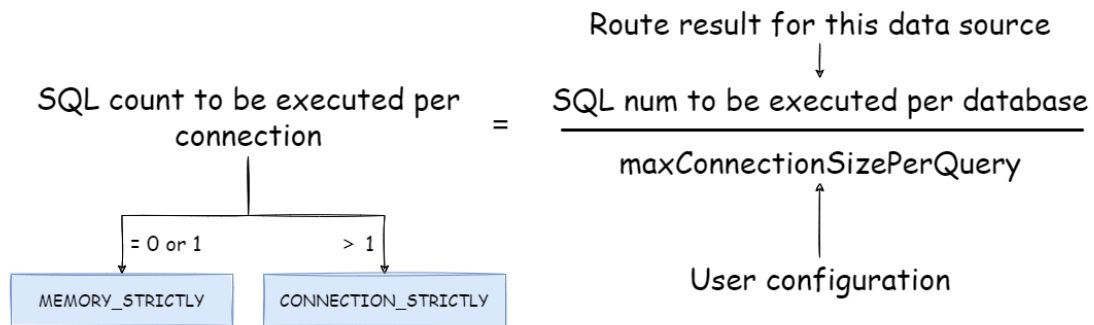 Route result for this data source
SQL count to be executed per
connection
=
SQL num to be executed per database
maxConnectionSizePerQuery
= 0 or 1
> 1
MEMORY_STRICTLY
CONNECTION_STRICTLY
User configuration